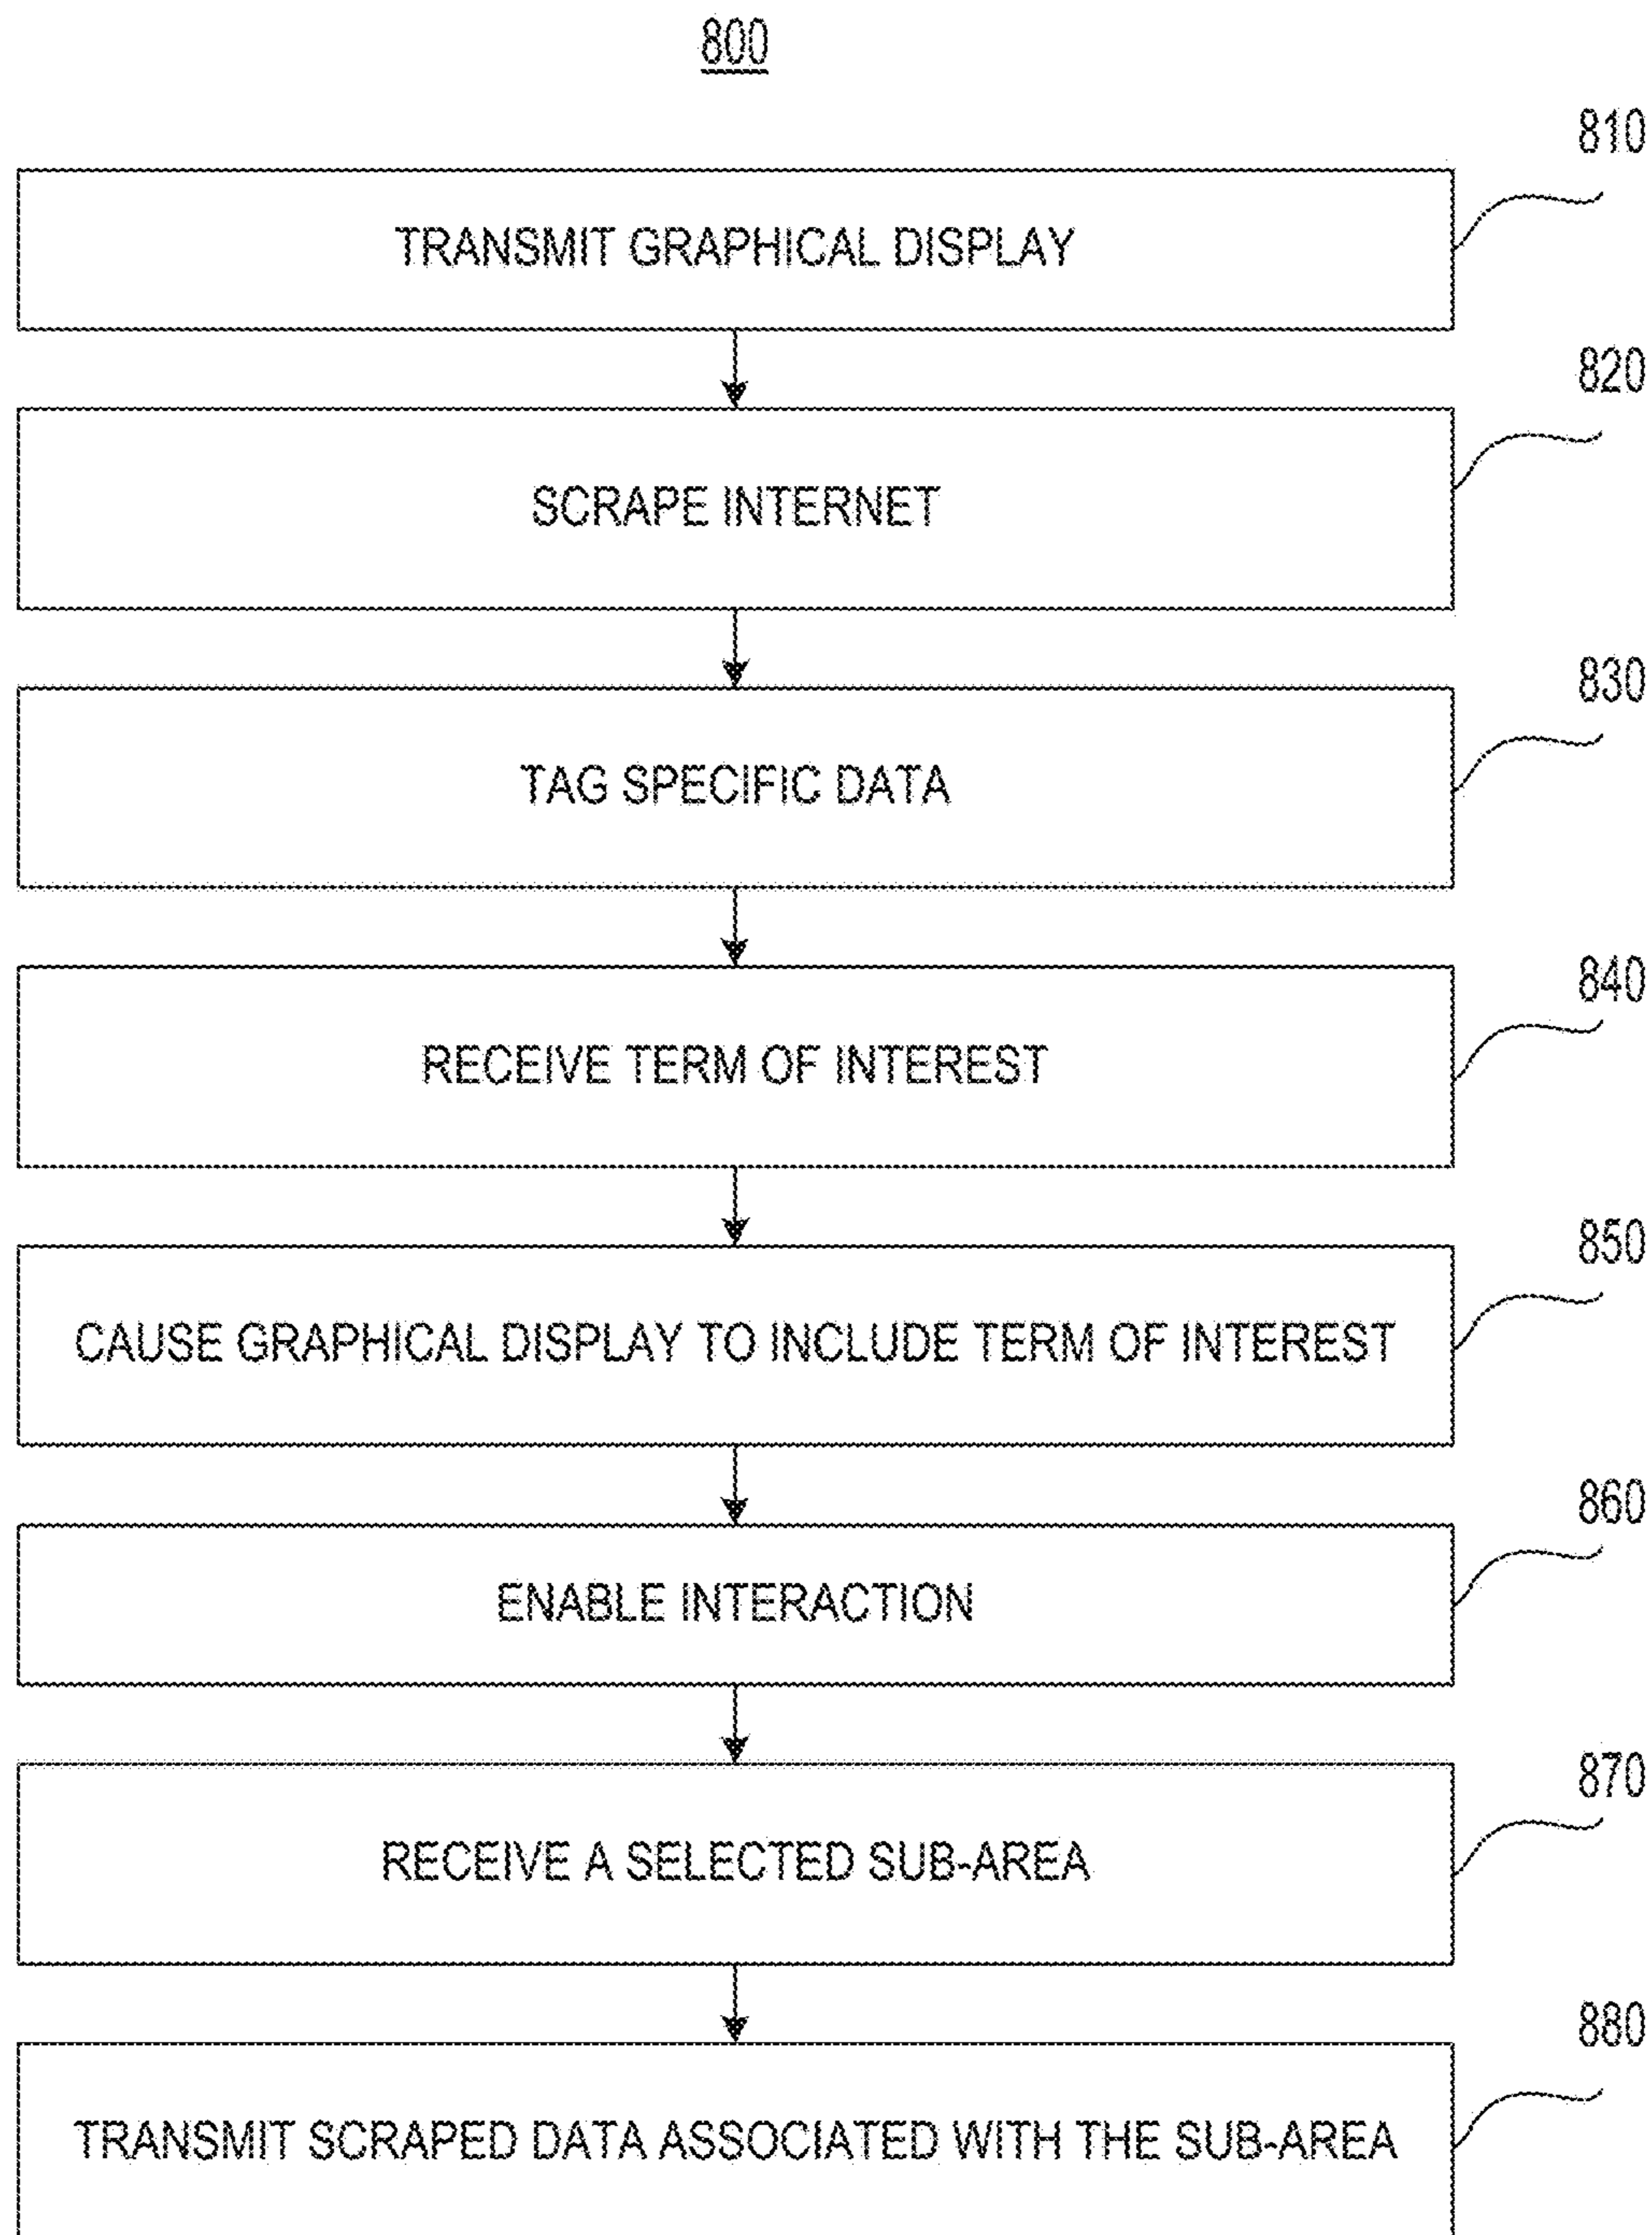 800
810
TRANSMIT GRAPHICAL DISPLAY
820
SCRAPE INTERNET
830
TAG SPECIFIC DATA
840
RECEIVE TERM OF INTEREST
850
CAUSE GRAPHICAL DISPLAY TO INCLUDE TERM OF INTEREST
860
ENABLE INTERACTION
870
RECEIVE A SELECTED SUB-AREA
880
TRANSMIT SCRAPED DATA ASSOCIATED WITH THE SUB-AREA